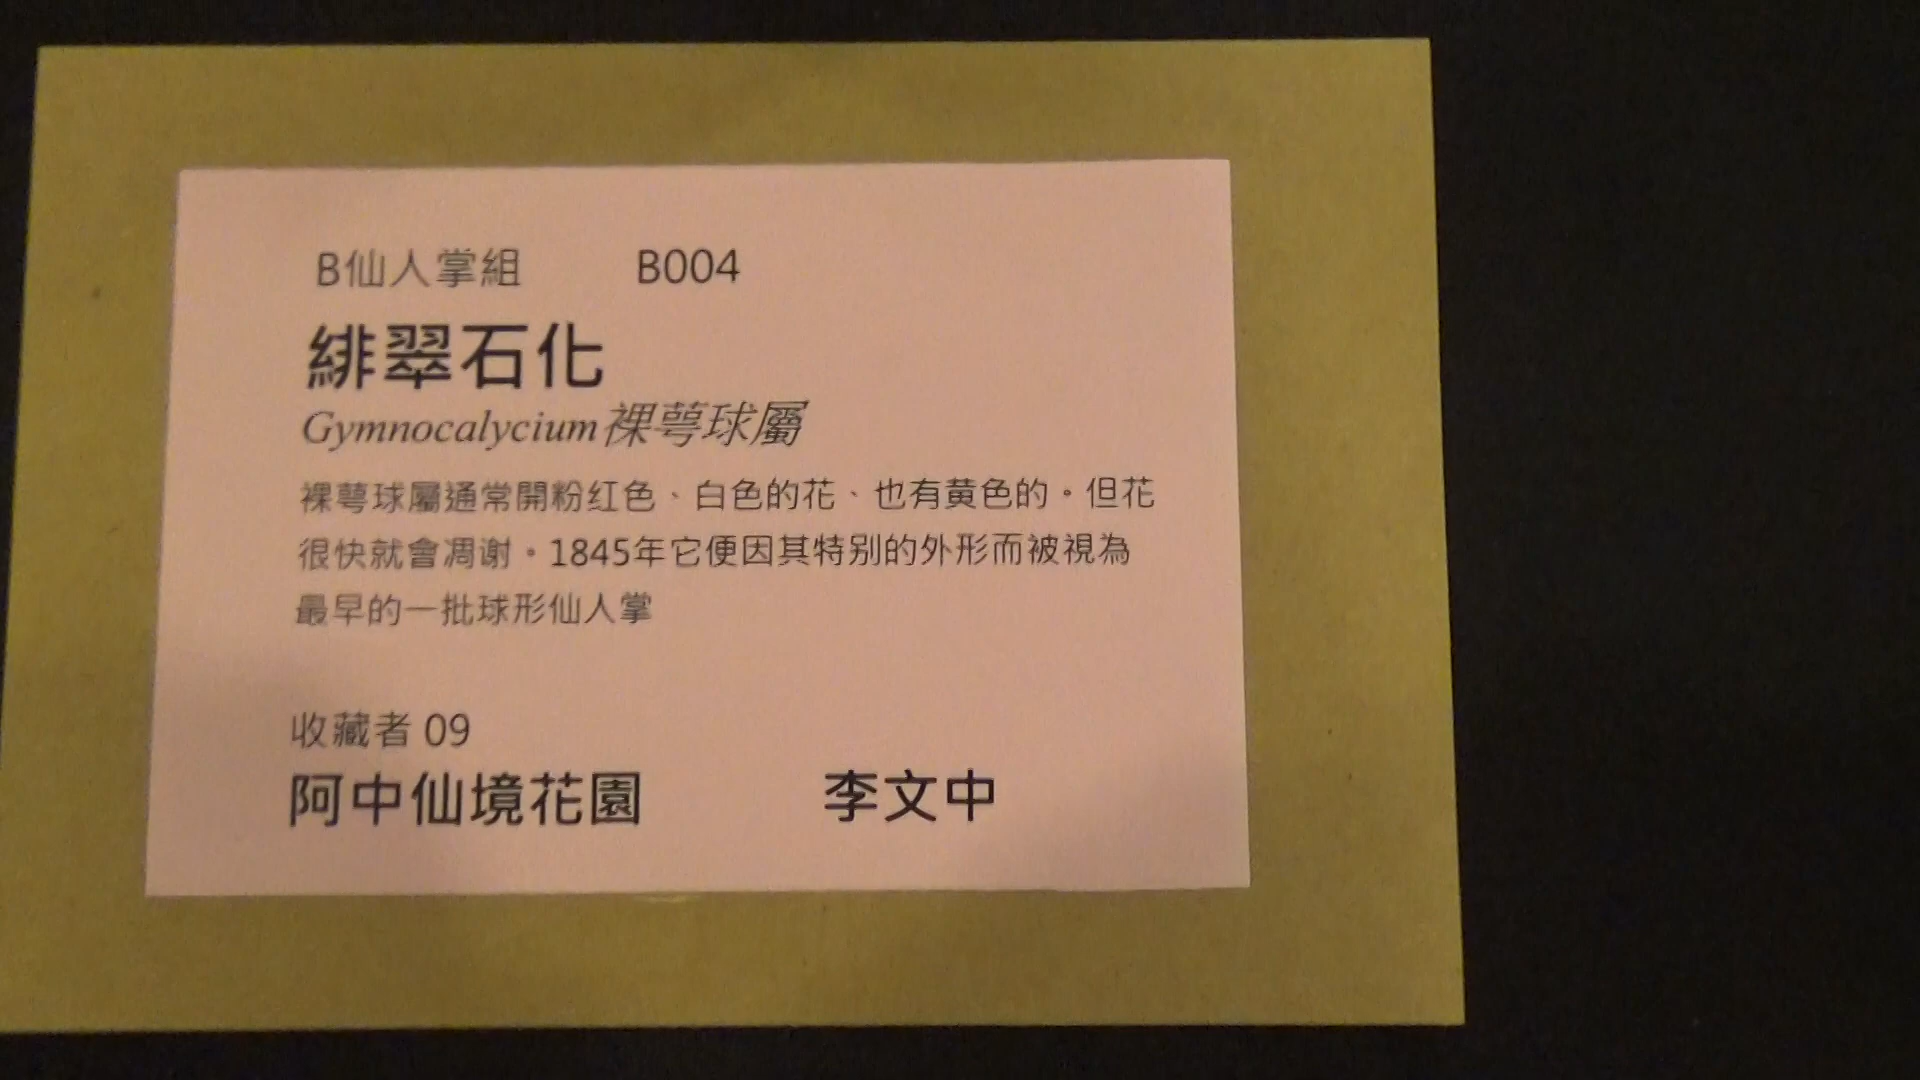 B仙人掌組 B004
緋翠石化
Gymnocalycium裸萼球屬
裸萼球屬通常開粉红色、白色的花、也有黄色的。但花
很快就會凋谢。1845年它便因其特别的外形而被視為
最早的一批球形仙人掌
收藏者 09
阿中仙境花園 李文中